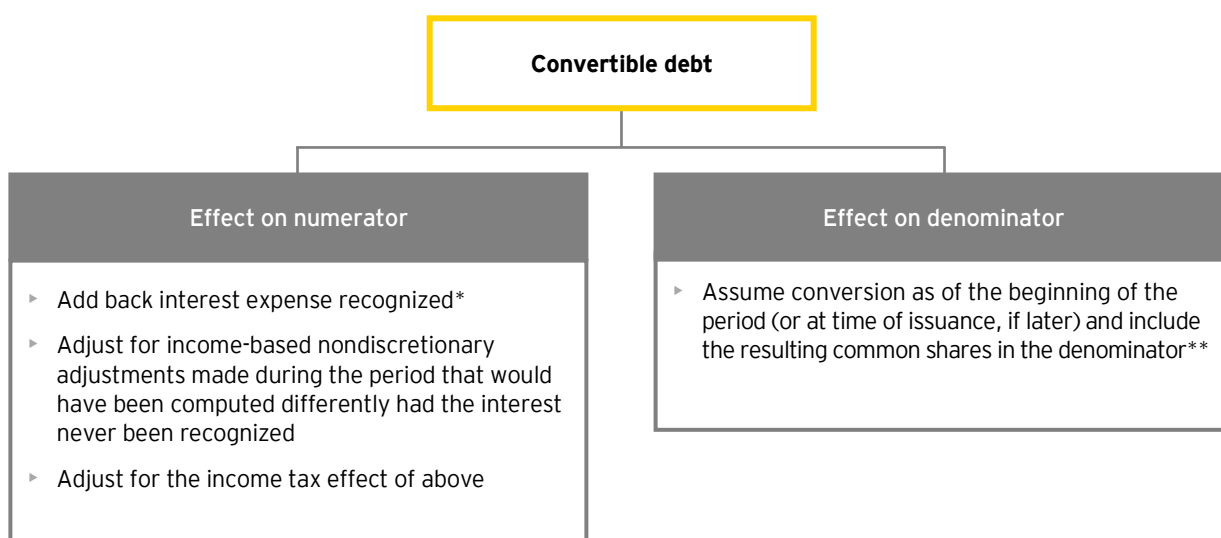 Convertible debt
Effect on numerator
▸ Add back interest expense recognized*
▸ Adjust for income-based nondiscretionary
adjustments made during the period that would
have been computed differently had the interest
never been recognized
▸ Adjust for the income tax effect of above
Effect on denominator
▸ Assume conversion as of the beginning of the
period (or at time of issuance, if later) and include
the resulting common shares in the denominator**